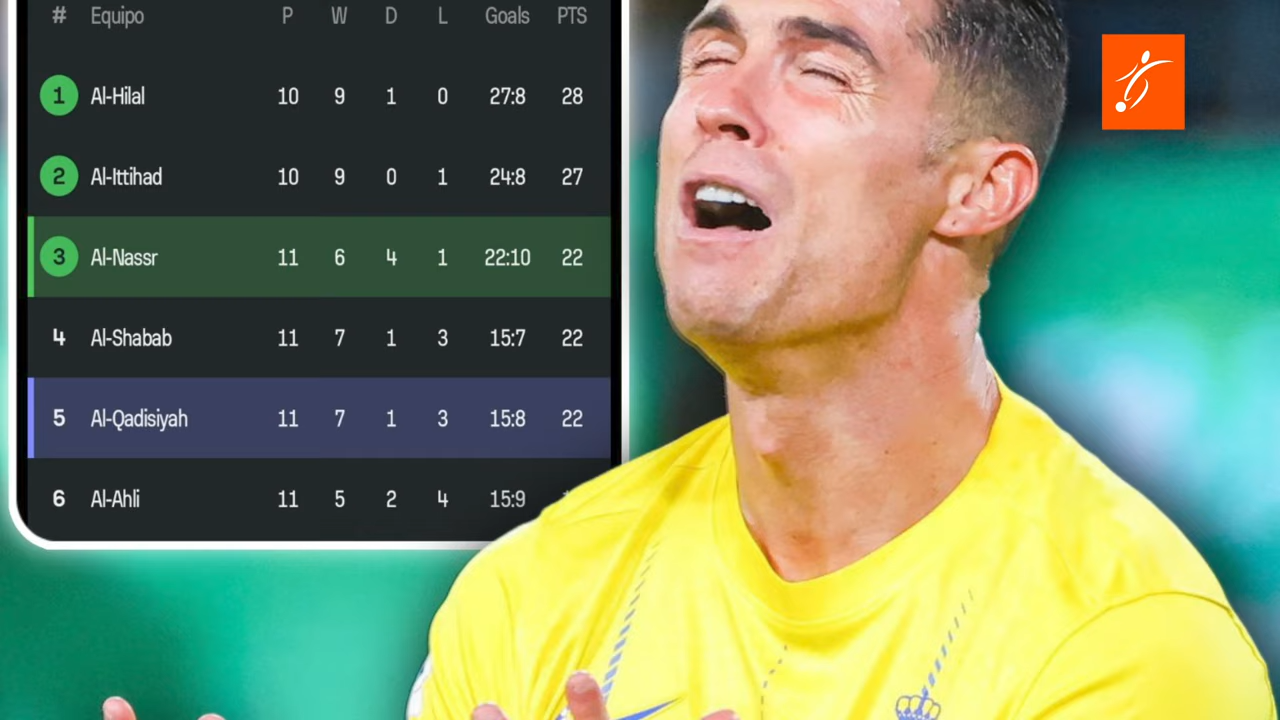 # Equipo P W D L Goals PTS
1 Al-Hilal 10 9 1 0 27:8 28
2 Al-Ittihad 10 9 0 1 24:8 27
3 Al-Nassr 11 6 4 1 22:10 22
4 Al-Shabab 11 7 1 3 15:7 22
5 Al-Qadisiyah 11 7 1 3 15:8 22
6 Al-Ahli 11 5 2 4 15:9